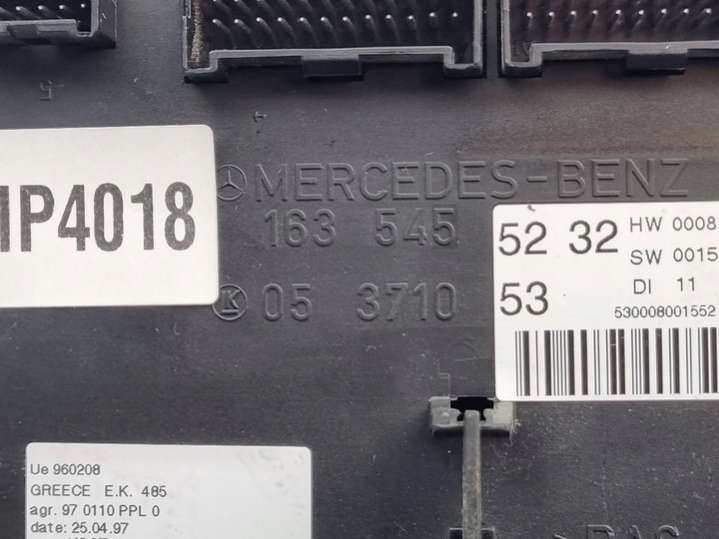 MP4018
MERCEDES-BENZ
163 545
52 32
HW 0008
SW 0015
05 3710
53
DI 11
530008001552
Ue 960208
GREECE E.K. 485
agr. 97 0110 PPL 0
date: 25.04.97